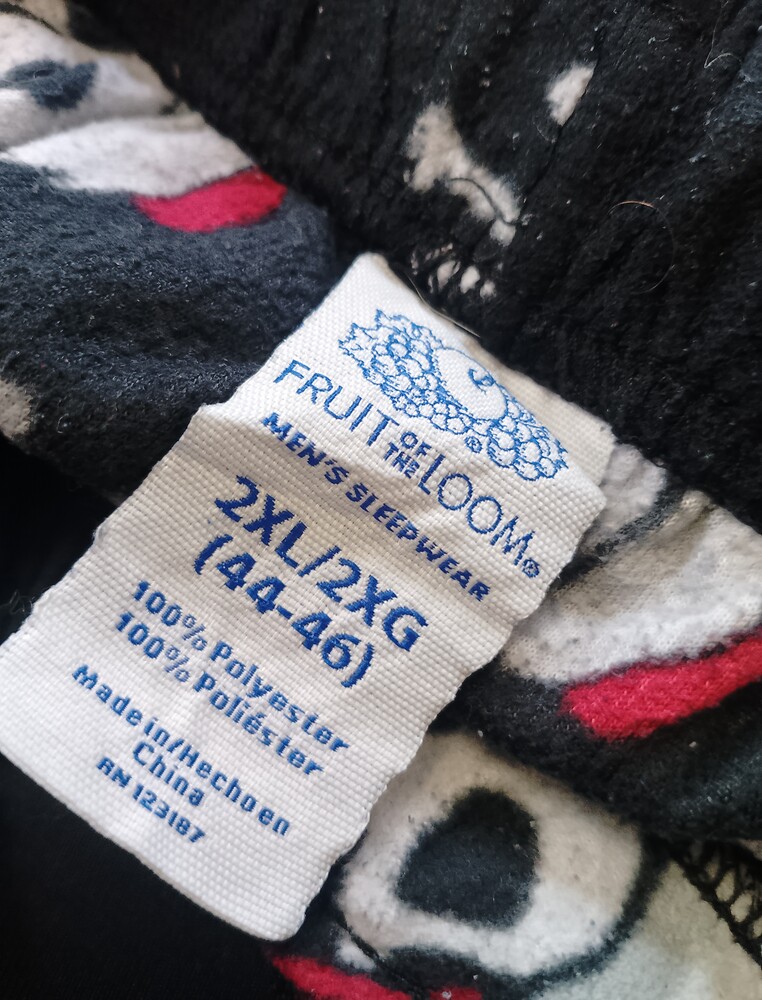 FRUIT OF THE LOOM®
®
MEN'S SLEEPWEAR
2XL/2XG
(44-46)
100% Polyester
100% Poliéster
Made in/Hecho en
China
RN 123187